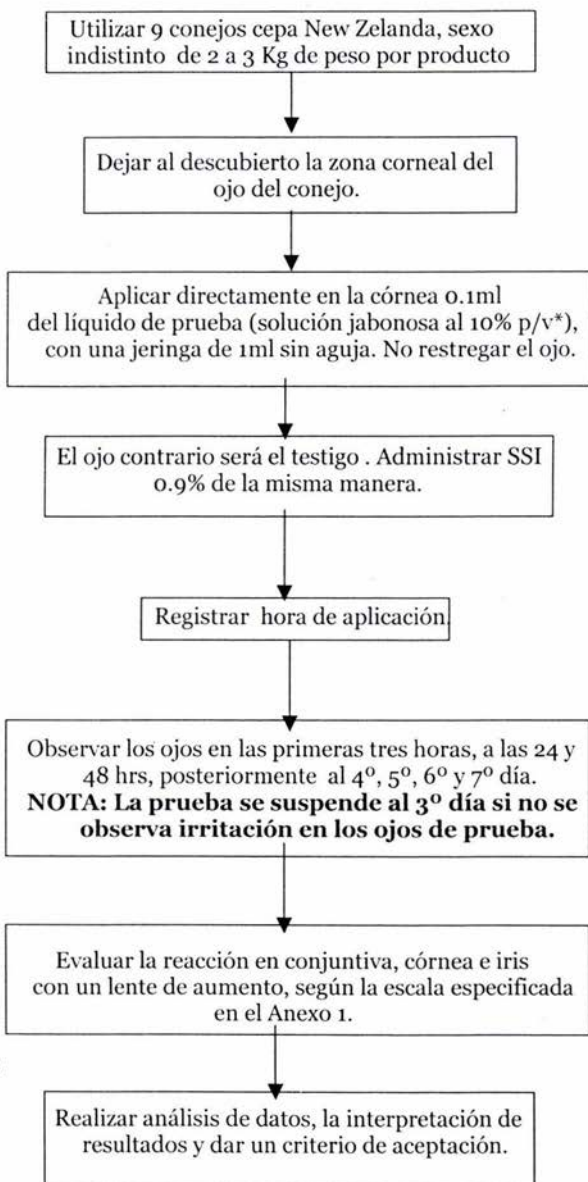 Utilizar 9 conejos cepa New Zelanda, sexo
indistinto de 2 a 3 Kg de peso por producto
Dejar al descubierto la zona corneal del
ojo del conejo.
Aplicar directamente en la córnea 0.1ml
del líquido de prueba (solución jabonosa al 10% p/v*),
con una jeringa de 1ml sin aguja. No restregar el ojo.
El ojo contrario será el testigo . Administrar SSI
0.9% de la misma manera.
Registrar hora de aplicación.
Observar los ojos en las primeras tres horas, a las 24 y
48 hrs, posteriormente al 4º, 5º, 6º y 7º día.
NOTA: La prueba se suspende al 3º día si no se
observa irritación en los ojos de prueba.
Evaluar la reacción en conjuntiva, córnea e iris
con un lente de aumento, según la escala especificada
en el Anexo 1.
Realizar análisis de datos, la interpretación de
resultados y dar un criterio de aceptación.